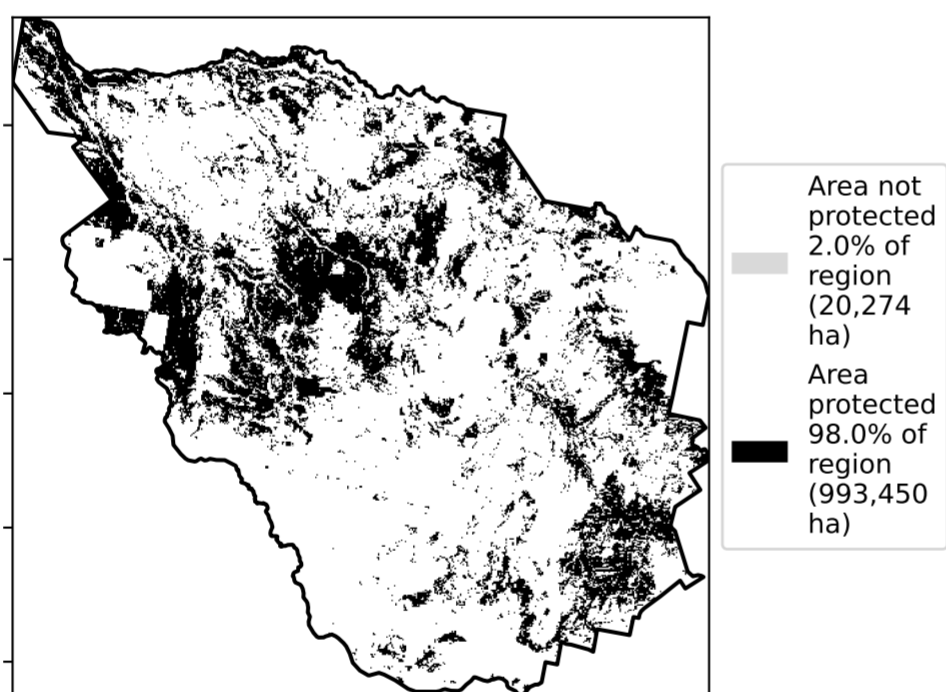 Area not
protected
2.0% of
region
(20,274
ha)
Area
protected
98.0% of
region
(993,450
ha)